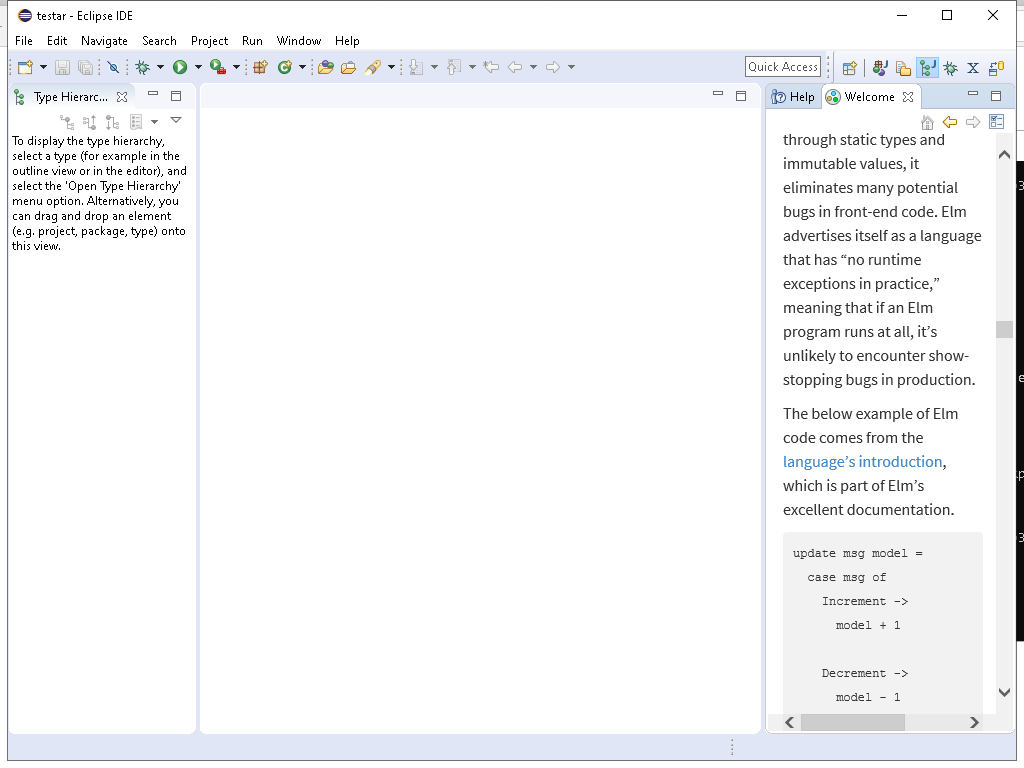 testar - Eclipse IDE
File Edit Navigate Search Project Run Window Help
Quick Access
Type Hierarc...
To display the type hierarchy,
select a type (for example in the
outline view or in the editor), and
select the 'Open Type Hierarchy'
menu option. Alternatively, you
can drag and drop an element
(e.g. project, package, type) onto
this view.
Help Welcome
through static types and
immutable values, it
eliminates many potential
bugs in front-end code. Elm
advertises itself as a language
that has “no runtime
exceptions in practice,”
meaning that if an Elm
program runs at all, it’s
unlikely to encounter show-
stopping bugs in production.
The below example of Elm
code comes from the
language’s introduction,
which is part of Elm’s
excellent documentation.
update msg model =
case msg of
Increment ->
model + 1
Decrement ->
model - 1